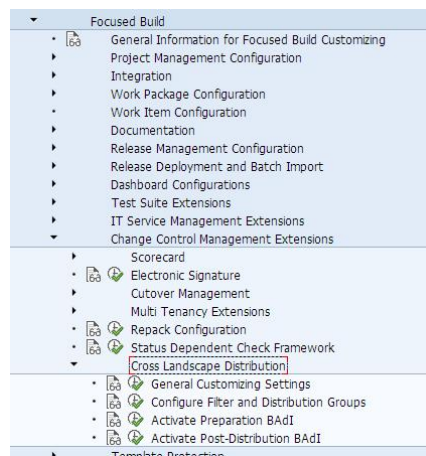 Focused Build
General Information for Focused Build Customizing
Project Management Configuration
Integration
Work Package Configuration
Work Item Configuration
Documentation
Release Management Configuration
Release Deployment and Batch Import
Dashboard Configurations
Test Suite Extensions
IT Service Management Extensions
Change Control Management Extensions
Scorecard
Electronic Signature
Cutover Management
Multi Tenancy Extensions
Repack Configuration
Status Dependent Check Framework
Cross Landscape Distribution
General Customizing Settings
Configure Filter and Distribution Groups
Activate Preparation BAdI
Activate Post-Distribution BAdI
Template Protection